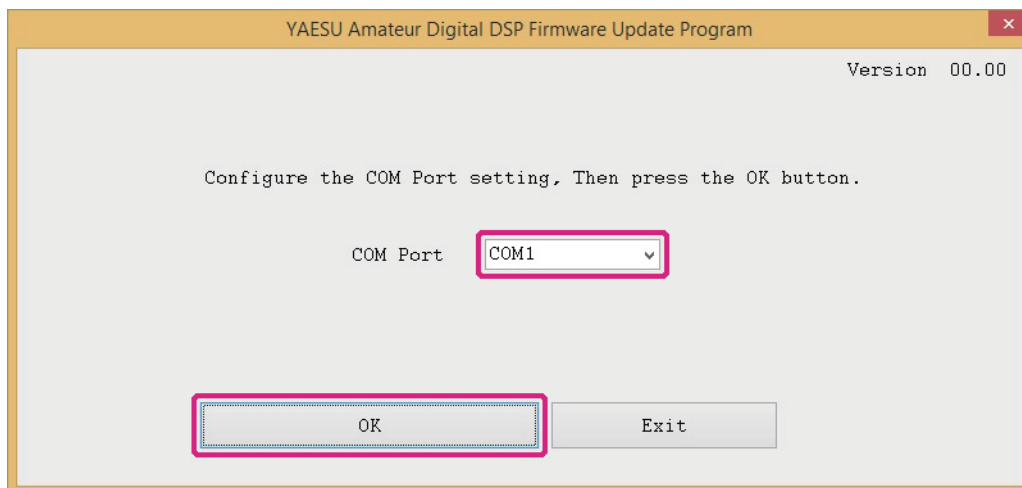 YAESU Amateur Digital DSP Firmware Update Program
Version 00.00
Configure the COM Port setting, Then press the OK button.
COM Port COM1
OK Exit